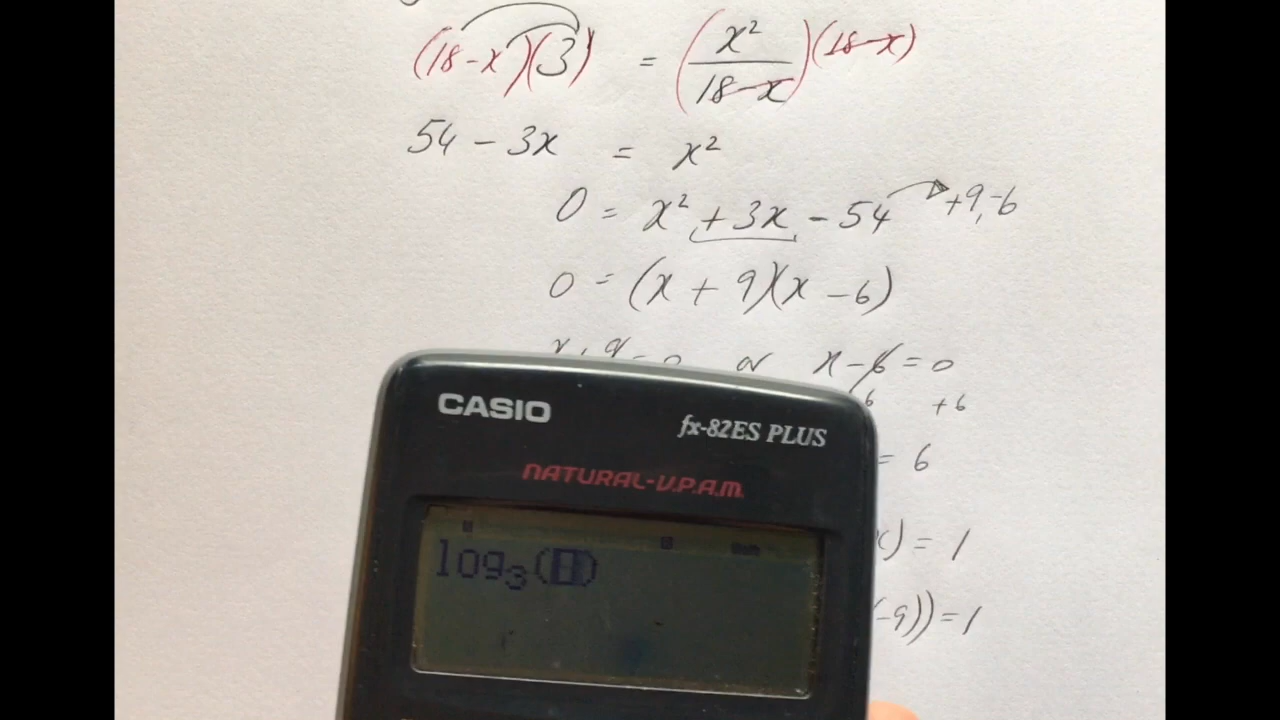 (18-x)(3) = (x²/(18-x))(18-x)
54 - 3x = x²
0 = x² + 3x - 54 +9,-6
0 = (x + 9)(x - 6)
or x - 6 = 0
6 +6
= 6
CASIO
fx-82ES PLUS
NATURAL-V.P.A.M.
log₃(
x) = 1
-9)) = 1